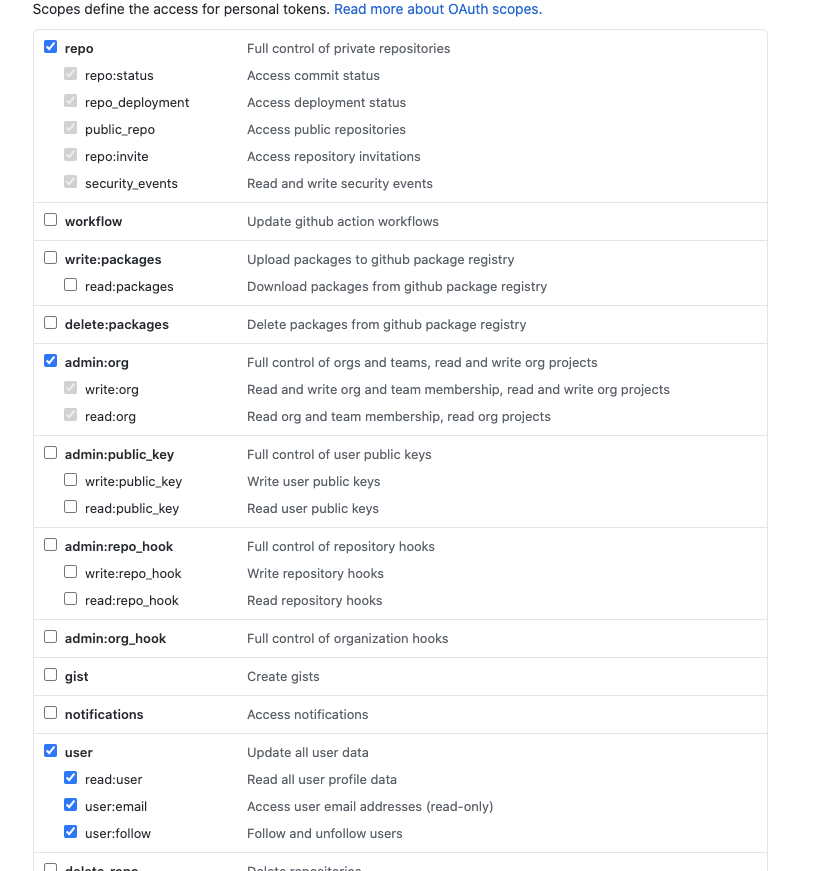 Scopes define the access for personal tokens. Read more about OAuth scopes.
repo Full control of private repositories
repo:status Access commit status
repo_deployment Access deployment status
public_repo Access public repositories
repo:invite Access repository invitations
security_events Read and write security events
workflow Update github action workflows
write:packages Upload packages to github package registry
read:packages Download packages from github package registry
delete:packages Delete packages from github package registry
admin:org Full control of orgs and teams, read and write org projects
write:org Read and write org and team membership, read and write org projects
read:org Read org and team membership, read org projects
admin:public_key Full control of user public keys
write:public_key Write user public keys
read:public_key Read user public keys
admin:repo_hook Full control of repository hooks
write:repo_hook Write repository hooks
read:repo_hook Read repository hooks
admin:org_hook Full control of organization hooks
gist Create gists
notifications Access notifications
user Update all user data
read:user Read all user profile data
user:email Access user email addresses (read-only)
user:follow Follow and unfollow users
delete_repo Delete repositories